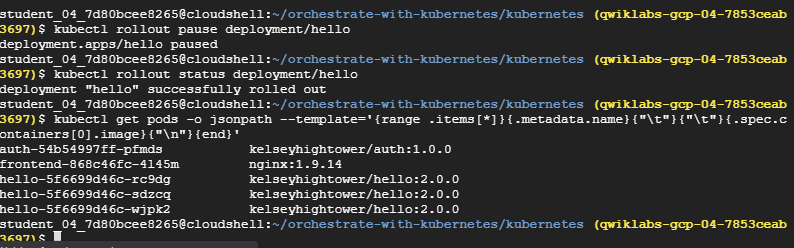 student_04_7d80bcee8265@cloudshell:~/orchestrate-with-kubernetes/kubernetes (qwiklabs-gcp-04-7853ceab
3697)$ kubectl rollout pause deployment/hello
deployment.apps/hello paused
student_04_7d80bcee8265@cloudshell:~/orchestrate-with-kubernetes/kubernetes (qwiklabs-gcp-04-7853ceab
3697)$ kubectl rollout status deployment/hello
deployment "hello" successfully rolled out
student_04_7d80bcee8265@cloudshell:~/orchestrate-with-kubernetes/kubernetes (qwiklabs-gcp-04-7853ceab
3697)$ kubectl get pods -o jsonpath --template='{range .items[*]}{.metadata.name}{"\t"}{"\t"}{.spec.c
ontainers[0].image}{"\n"}{end}'
auth-54b54997ff-pfmds kelseyhightower/auth:1.0.0
frontend-868c46fc-4l45m nginx:1.9.14
hello-5f6699d46c-rc9dg kelseyhightower/hello:2.0.0
hello-5f6699d46c-sdzcq kelseyhightower/hello:2.0.0
hello-5f6699d46c-wjpk2 kelseyhightower/hello:2.0.0
student_04_7d80bcee8265@cloudshell:~/orchestrate-with-kubernetes/kubernetes (qwiklabs-gcp-04-7853ceab
3697)$